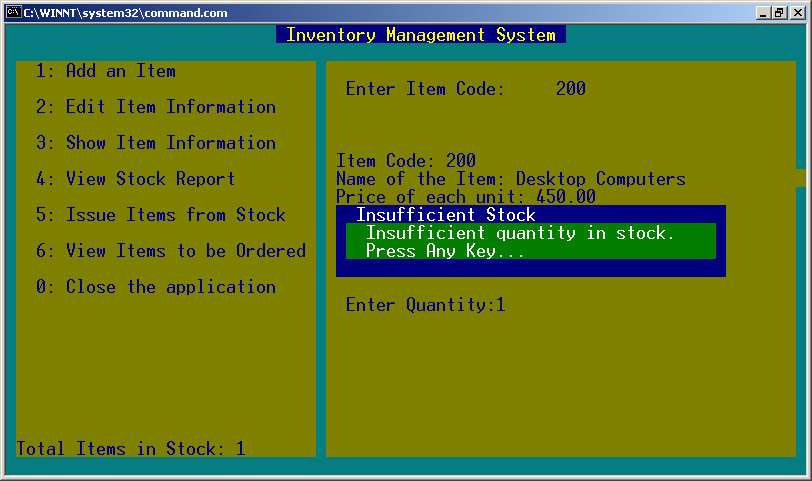 C:\WINNT\system32\command.com
Inventory Management System
1: Add an Item
2: Edit Item Information
3: Show Item Information
4: View Stock Report
5: Issue Items from Stock
6: View Items to be Ordered
0: Close the application
Total Items in Stock: 1
Enter Item Code: 200
Item Code: 200
Name of the Item: Desktop Computers
Price of each unit: 450.00
Insufficient Stock
Insufficient quantity in stock.
Press Any Key...
Enter Quantity:1